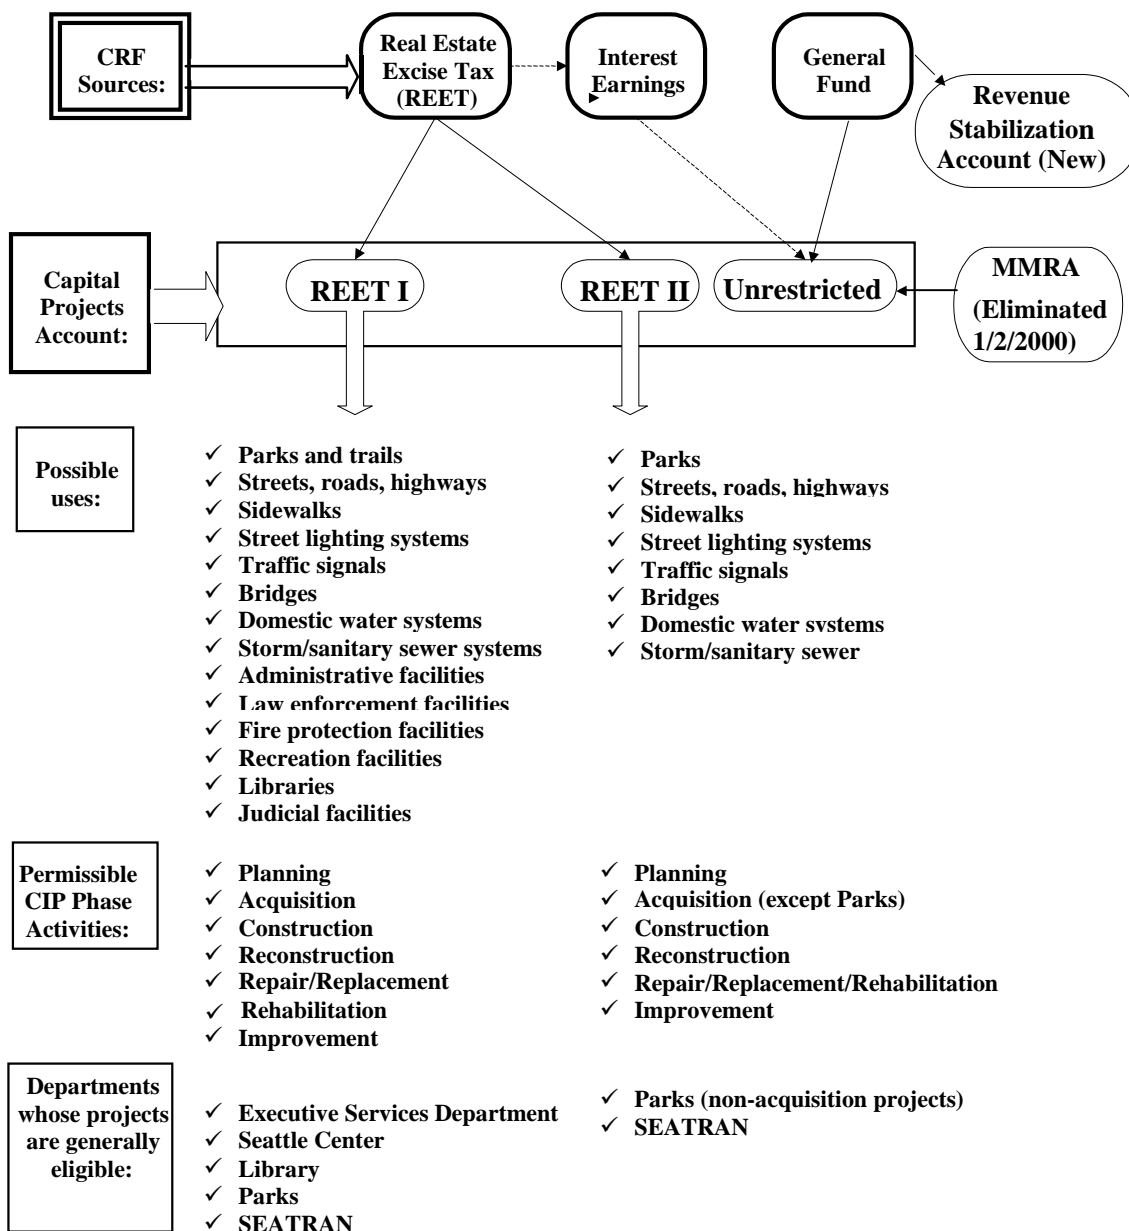 CRF
Sources:
Real Estate
Excise Tax
(REET)
Interest
Earnings
General
Fund
Revenue
Stabilization
Account (New)
Capital
Projects
Account:
REET I
REET II
Unrestricted
MMRA
(Eliminated
1/2/2000)
Possible
uses:
✓ Parks and trails
✓ Streets, roads, highways
✓ Sidewalks
✓ Street lighting systems
✓ Traffic signals
✓ Bridges
✓ Domestic water systems
✓ Storm/sanitary sewer systems
✓ Administrative facilities
✓ Law enforcement facilities
✓ Fire protection facilities
✓ Recreation facilities
✓ Libraries
✓ Judicial facilities
✓ Parks
✓ Streets, roads, highways
✓ Sidewalks
✓ Street lighting systems
✓ Traffic signals
✓ Bridges
✓ Domestic water systems
✓ Storm/sanitary sewer
Permissible
CIP Phase
Activities:
✓ Planning
✓ Acquisition
✓ Construction
✓ Reconstruction
✓ Repair/Replacement
✓ Rehabilitation
✓ Improvement
✓ Planning
✓ Acquisition (except Parks)
✓ Construction
✓ Reconstruction
✓ Repair/Replacement/Rehabilitation
✓ Improvement
Departments
whose projects
are generally
eligible:
✓ Executive Services Department
✓ Seattle Center
✓ Library
✓ Parks
✓ SEATRAN
✓ Parks (non-acquisition projects)
✓ SEATRAN